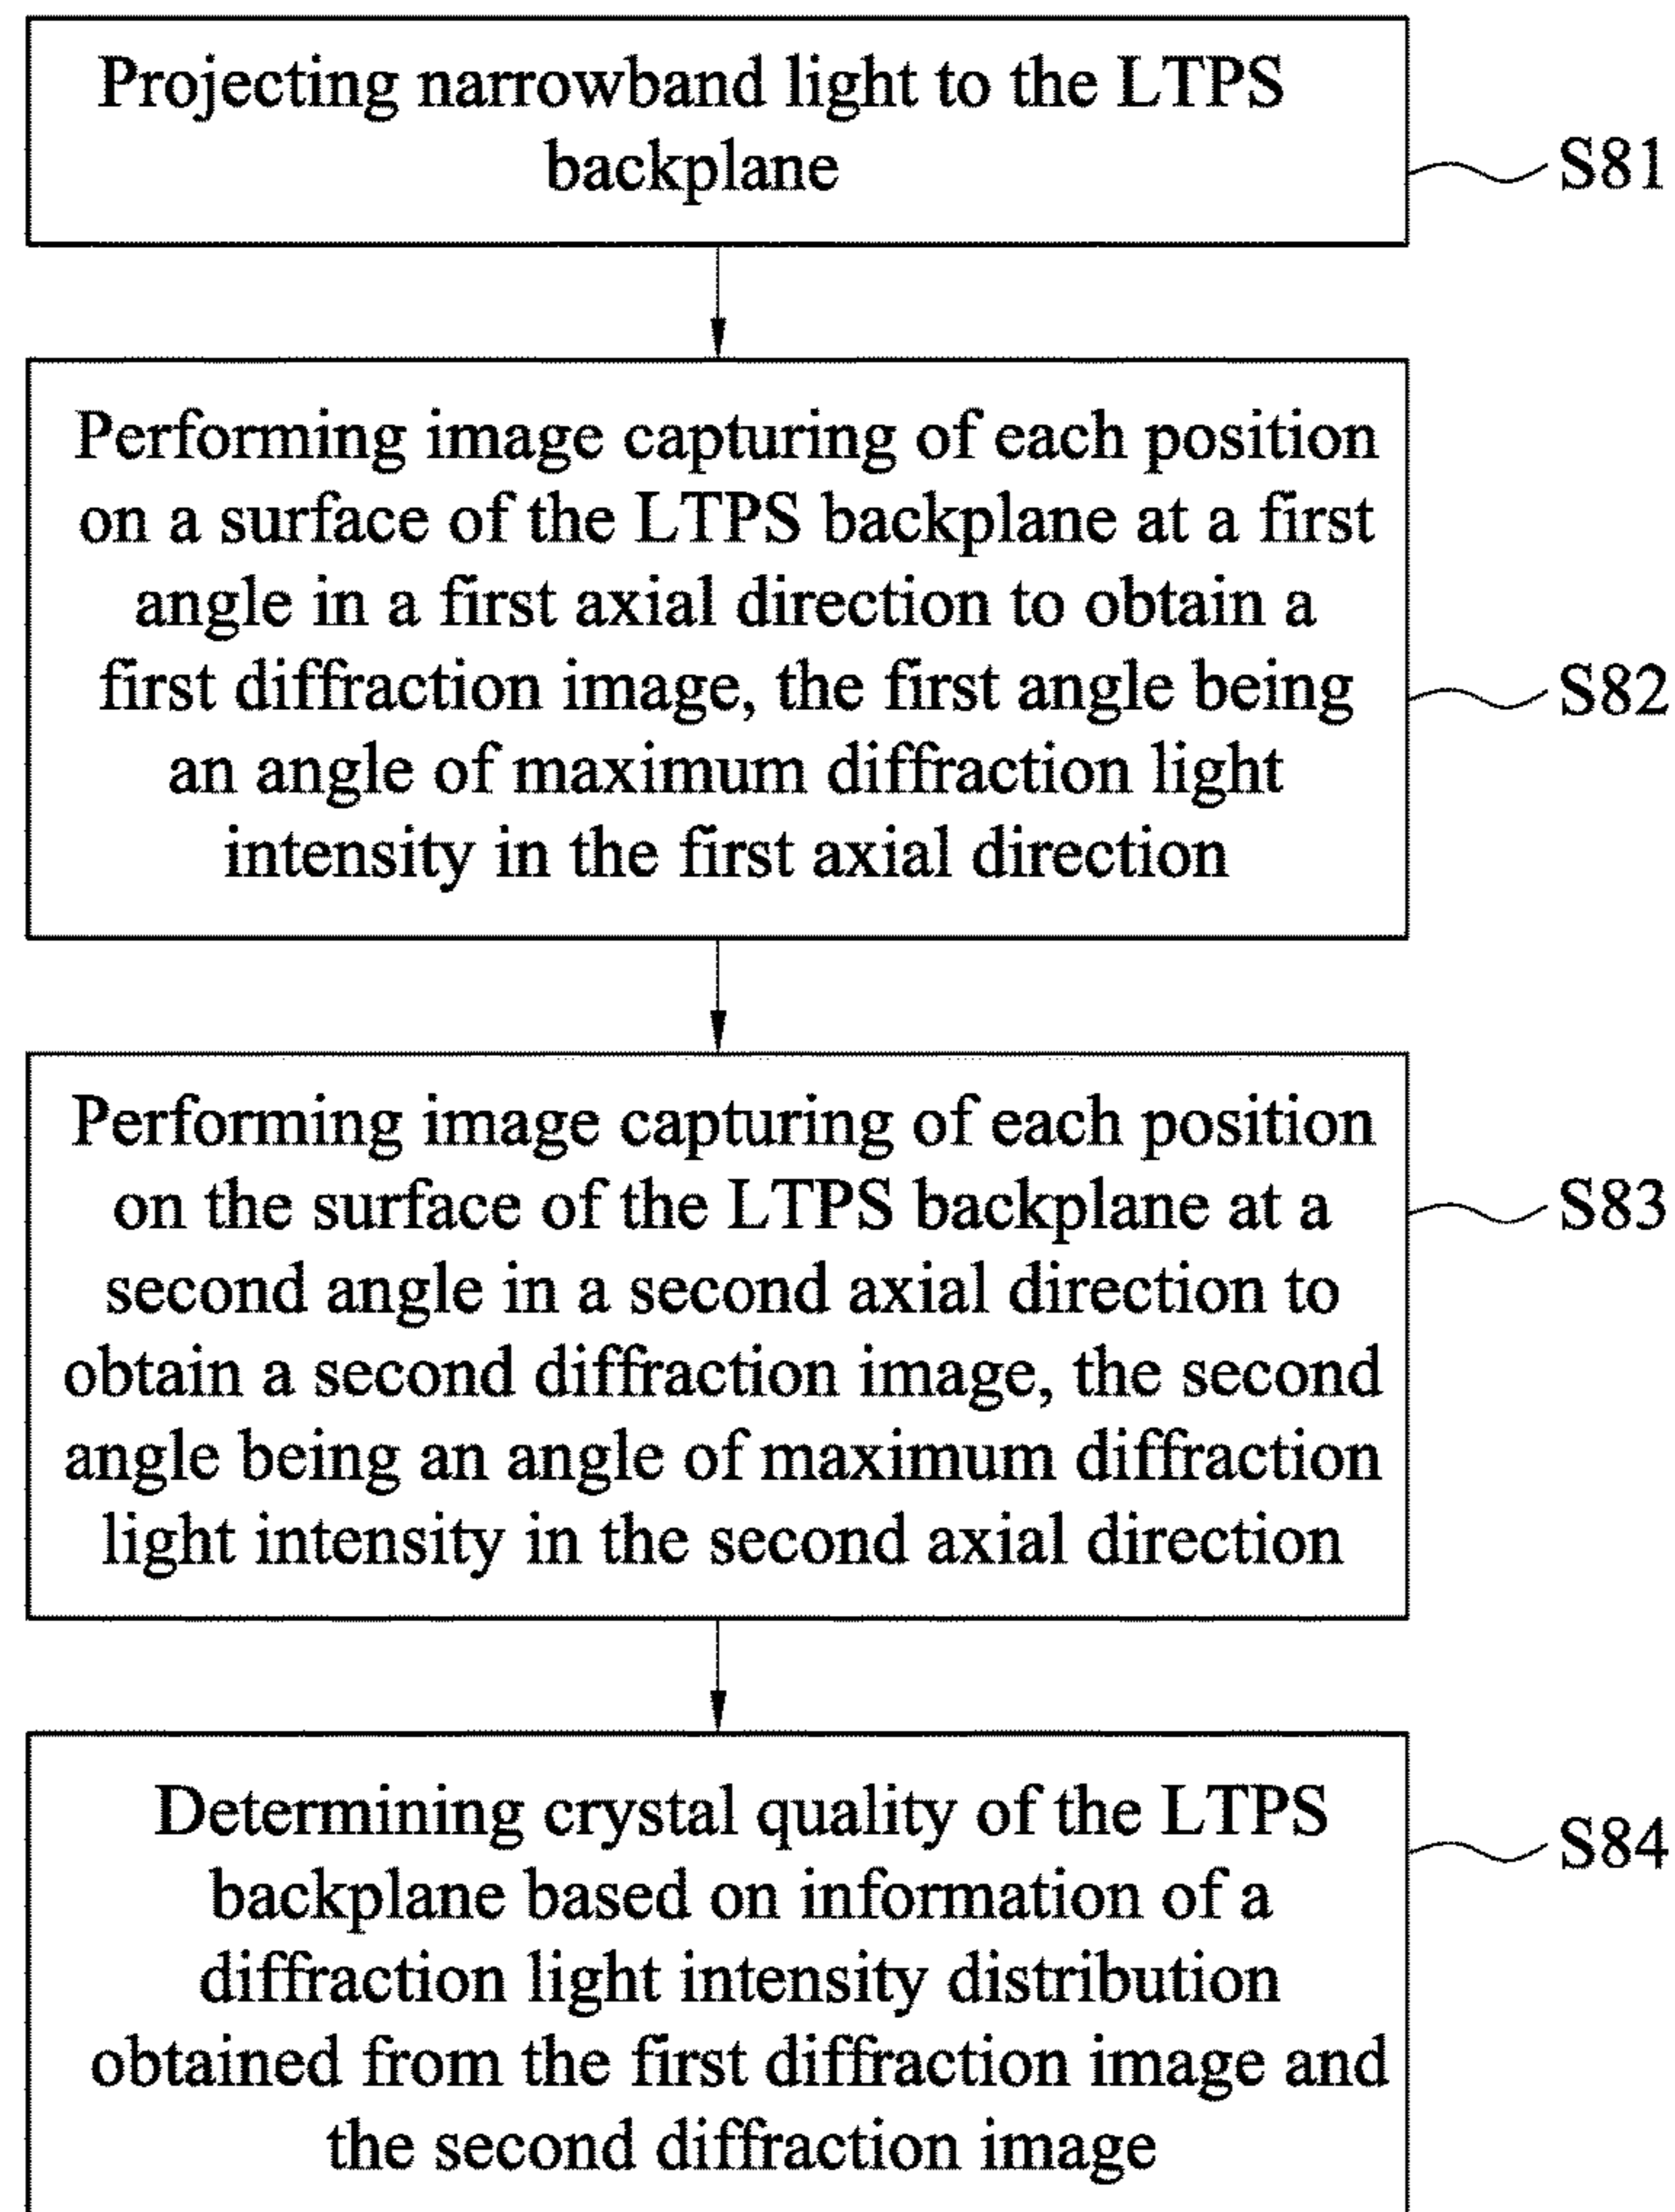 Projecting narrowband light to the LTPS
backplane
S81
Performing image capturing of each position
on a surface of the LTPS backplane at a first
angle in a first axial direction to obtain a
first diffraction image, the first angle being
an angle of maximum diffraction light
intensity in the first axial direction
S82
Performing image capturing of each position
on the surface of the LTPS backplane at a
second angle in a second axial direction to
obtain a second diffraction image, the second
angle being an angle of maximum diffraction
light intensity in the second axial direction
S83
Determining crystal quality of the LTPS
backplane based on information of a
diffraction light intensity distribution
obtained from the first diffraction image and
the second diffraction image
S84